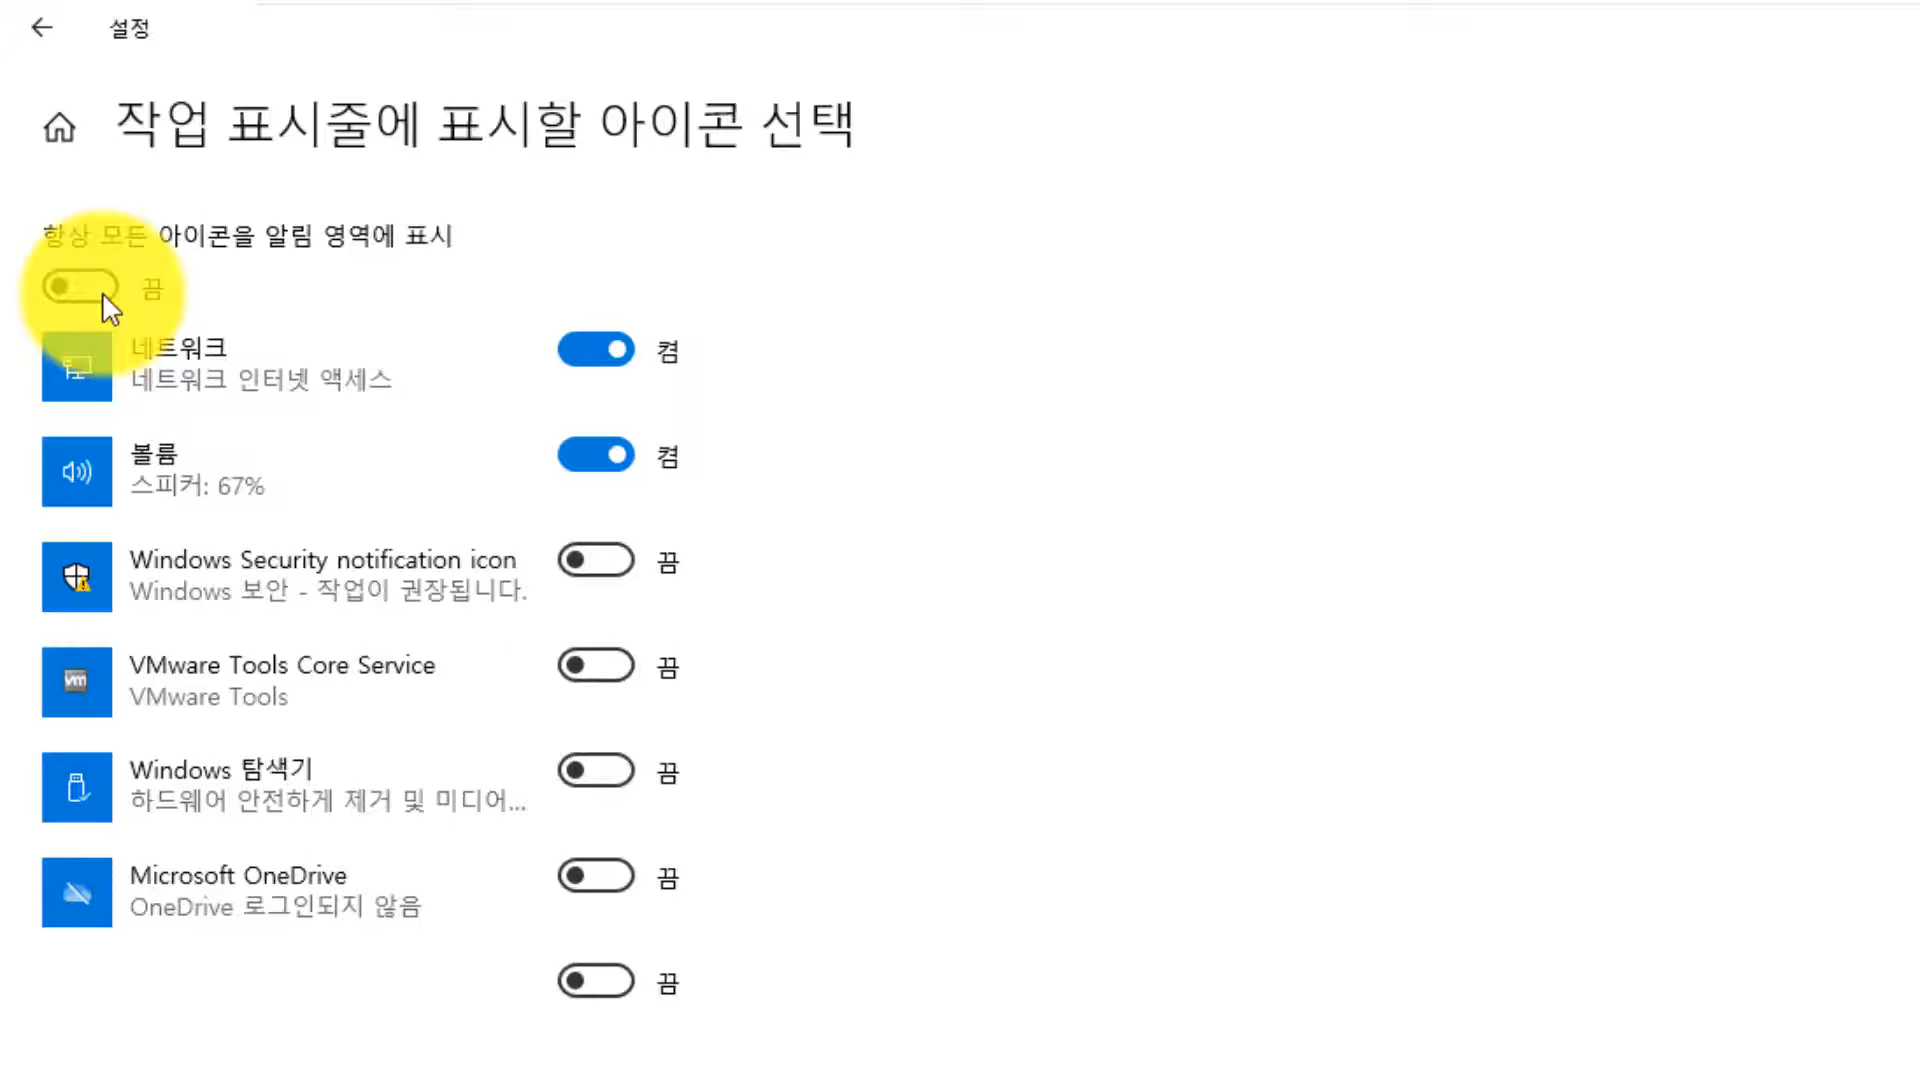 설정
작업 표시줄에 표시할 아이콘 선택
항상 모든 아이콘을 알림 영역에 표시
끔
네트워크
켬
네트워크 인터넷 액세스
볼륨
켬
스피커: 67%
Windows Security notification icon
끔
Windows 보안 - 작업이 권장됩니다.
VMware Tools Core Service
끔
vm
VMware Tools
Windows 탐색기
끔
하드웨어 안전하게 제거 및 미디어...
Microsoft OneDrive
끔
OneDrive 로그인되지 않음
끔